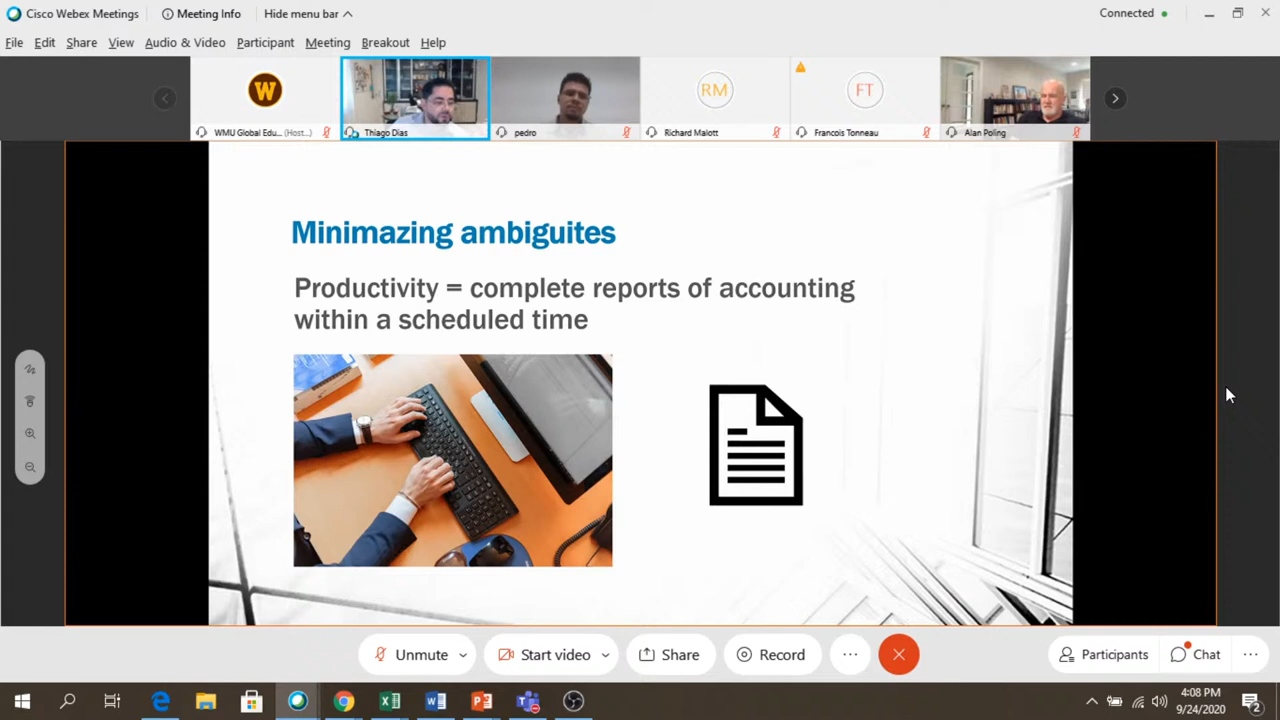 Cisco Webex Meetings
Meeting Info
Hide menu bar
Connected
File Edit Share View Audio & Video Participant Meeting Breakout Help
W
RM
FT
WMU Global Edu... (Host...
Thiago Dias
pedro
Richard Malott
Francois Tonneau
Alan Poling
Minimazing ambiguites
Productivity = complete reports of accounting
within a scheduled time
Unmute
Start video
Share
Record
Participants
Chat
4:08 PM
9/24/2020
2